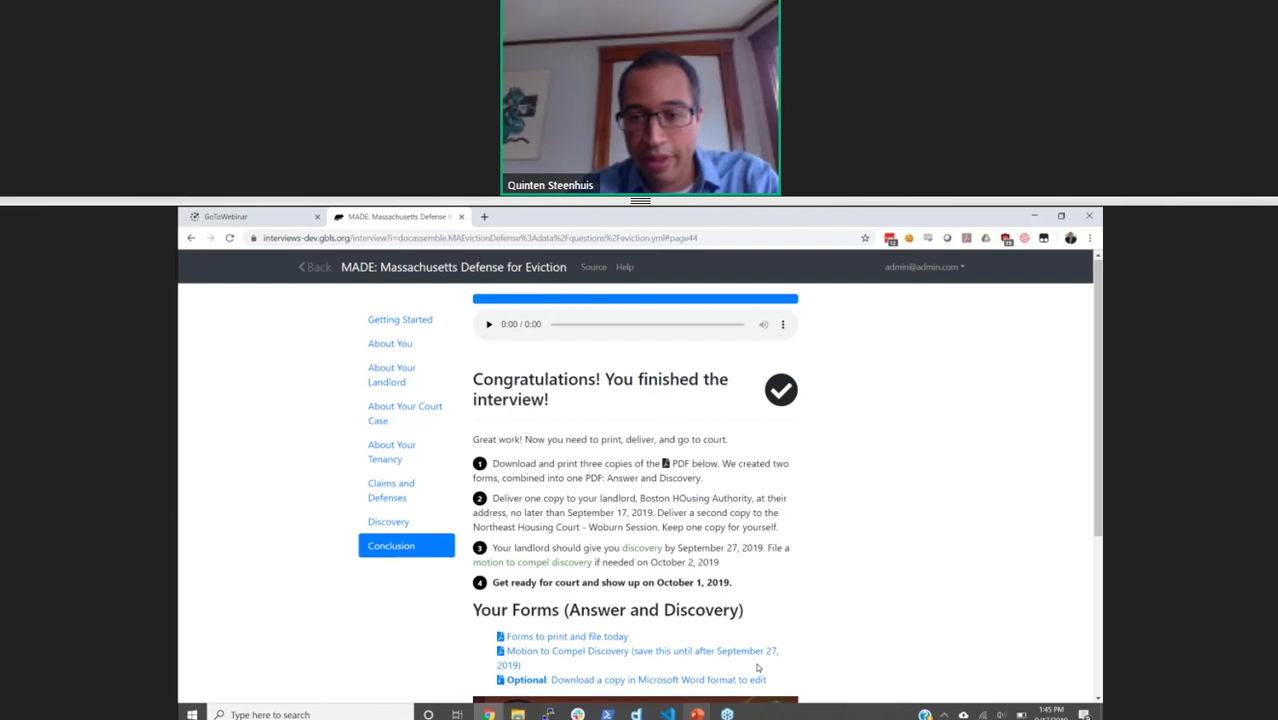 Quinten Steenhuis
GoToWebinar
MADE: Massachusetts Defense f
interviews-dev.gbls.org/interview?i=docassemble.MAEvictionDefense%3Adata%2Fquestions%2Feviction.yml#page44
Back MADE: Massachusetts Defense for Eviction Source Help admin@admin.com
Getting Started
About You
About Your
Landlord
About Your Court
Case
About Your
Tenancy
Claims and
Defenses
Discovery
Conclusion
0:00 / 0:00
Congratulations! You finished the
interview!
Great work! Now you need to print, deliver, and go to court.
1 Download and print three copies of the PDF below. We created two
forms, combined into one PDF: Answer and Discovery.
2 Deliver one copy to your landlord, Boston HOusing Authority, at their
address, no later than September 17, 2019. Deliver a second copy to the
Northeast Housing Court - Woburn Session. Keep one copy for yourself.
3 Your landlord should give you discovery by September 27, 2019. File a
motion to compel discovery if needed on October 2, 2019
4 Get ready for court and show up on October 1, 2019.
Your Forms (Answer and Discovery)
Forms to print and file today
Motion to Compel Discovery (save this until after September 27,
2019)
Optional: Download a copy in Microsoft Word format to edit
Type here to search
1:45 PM